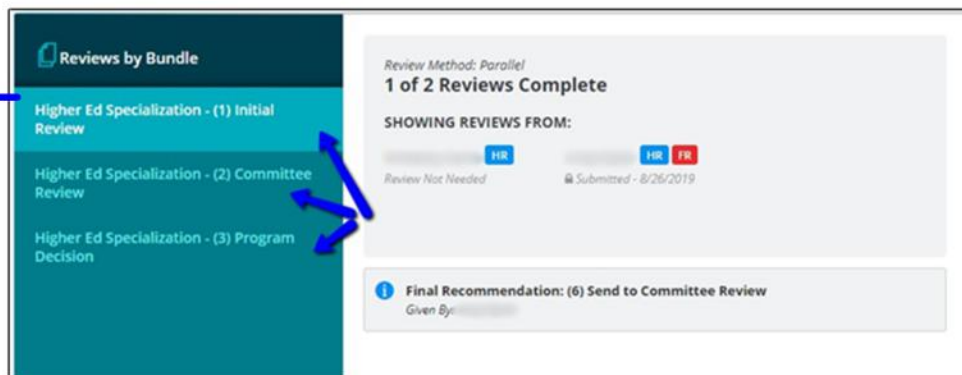 Reviews by Bundle
Higher Ed Specialization - (1) Initial
Review
Higher Ed Specialization - (2) Committee
Review
Higher Ed Specialization - (3) Program
Decision
Review Method: Parallel
1 of 2 Reviews Complete
SHOWING REVIEWS FROM:
HR HR FR
Review Not Needed Submitted - 8/26/2019
Final Recommendation: (6) Send to Committee Review
Given By: